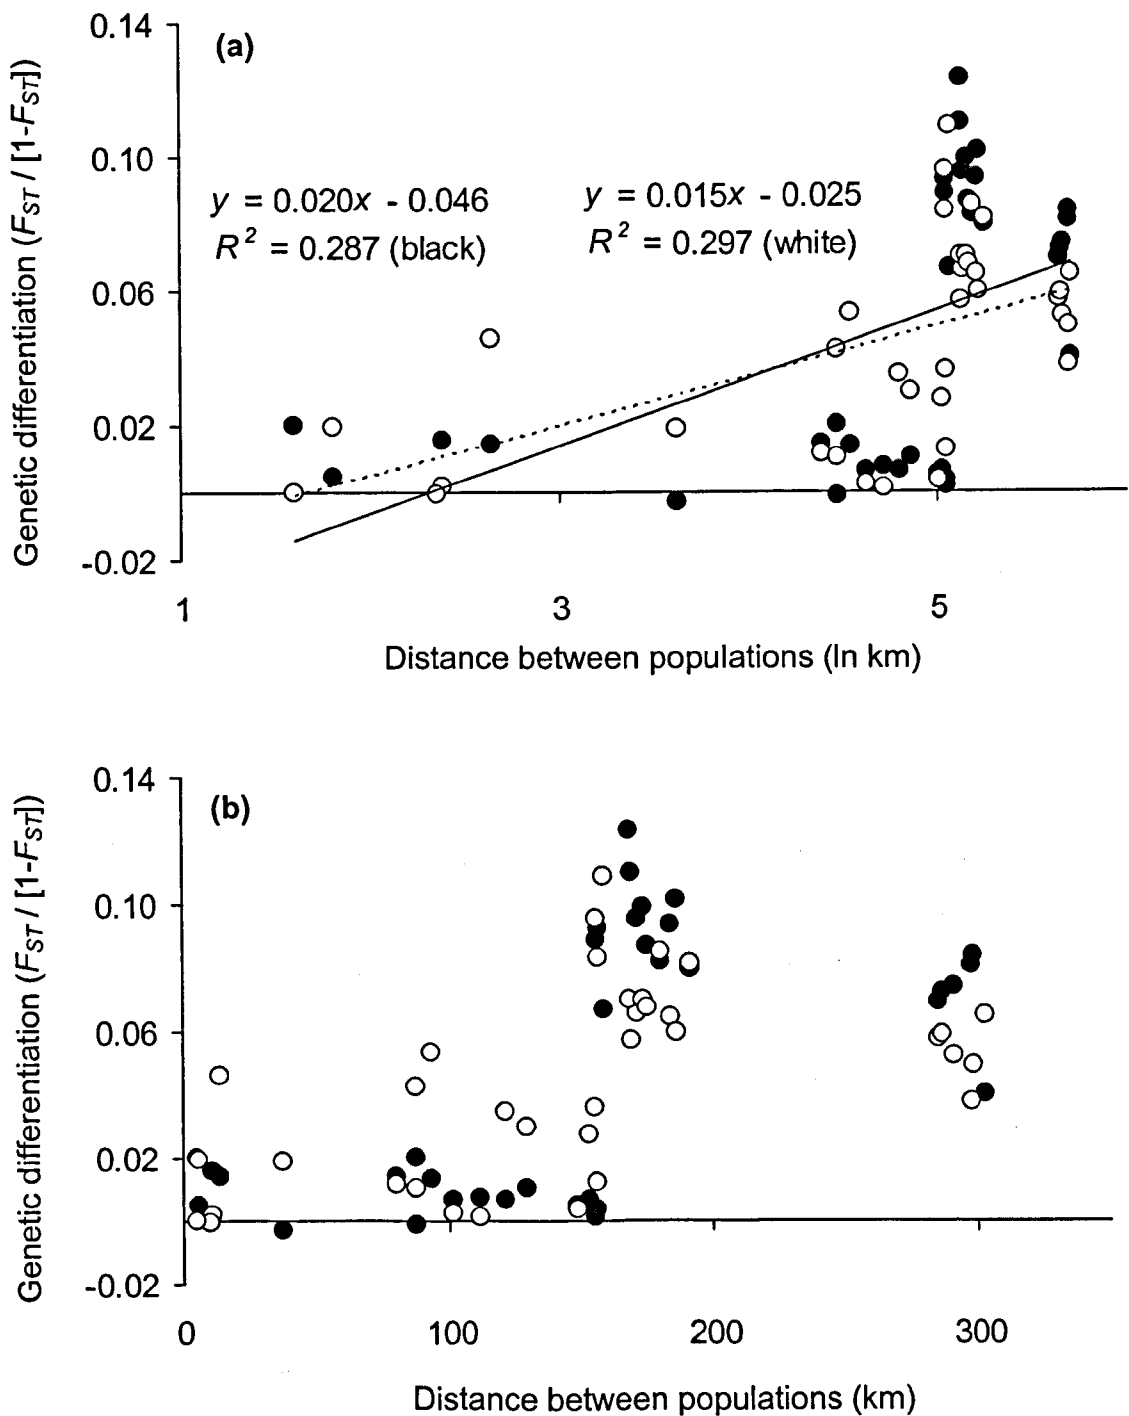 0.14
0.10
0.06
0.02
-0.02
Genetic differentiation (FST / [1-FST])
(a)
y = 0.020x - 0.046
R² = 0.287 (black)
y = 0.015x - 0.025
R² = 0.297 (white)
1 3 5
Distance between populations (ln km)
0.14
0.10
0.06
0.02
-0.02
Genetic differentiation (FST / [1-FST])
(b)
0 100 200 300
Distance between populations (km)